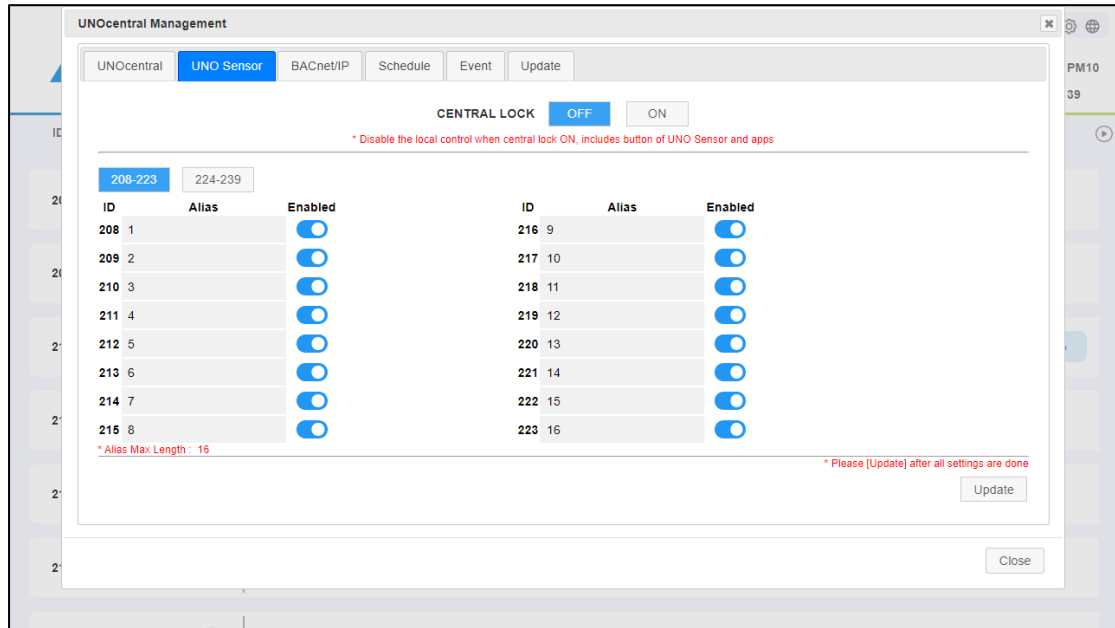 UNOcentral Management
UNOcentral UNO Sensor BACnet/IP Schedule Event Update
PM10
39
CENTRAL LOCK OFF ON
* Disable the local control when central lock ON, includes button of UNO Sensor and apps
208-223 224-239
ID Alias Enabled ID Alias Enabled
208 1 216 9
209 2 217 10
210 3 218 11
211 4 219 12
212 5 220 13
213 6 221 14
214 7 222 15
215 8 223 16
* Alias Max Length : 16
* Please [Update] after all settings are done
Update
Close